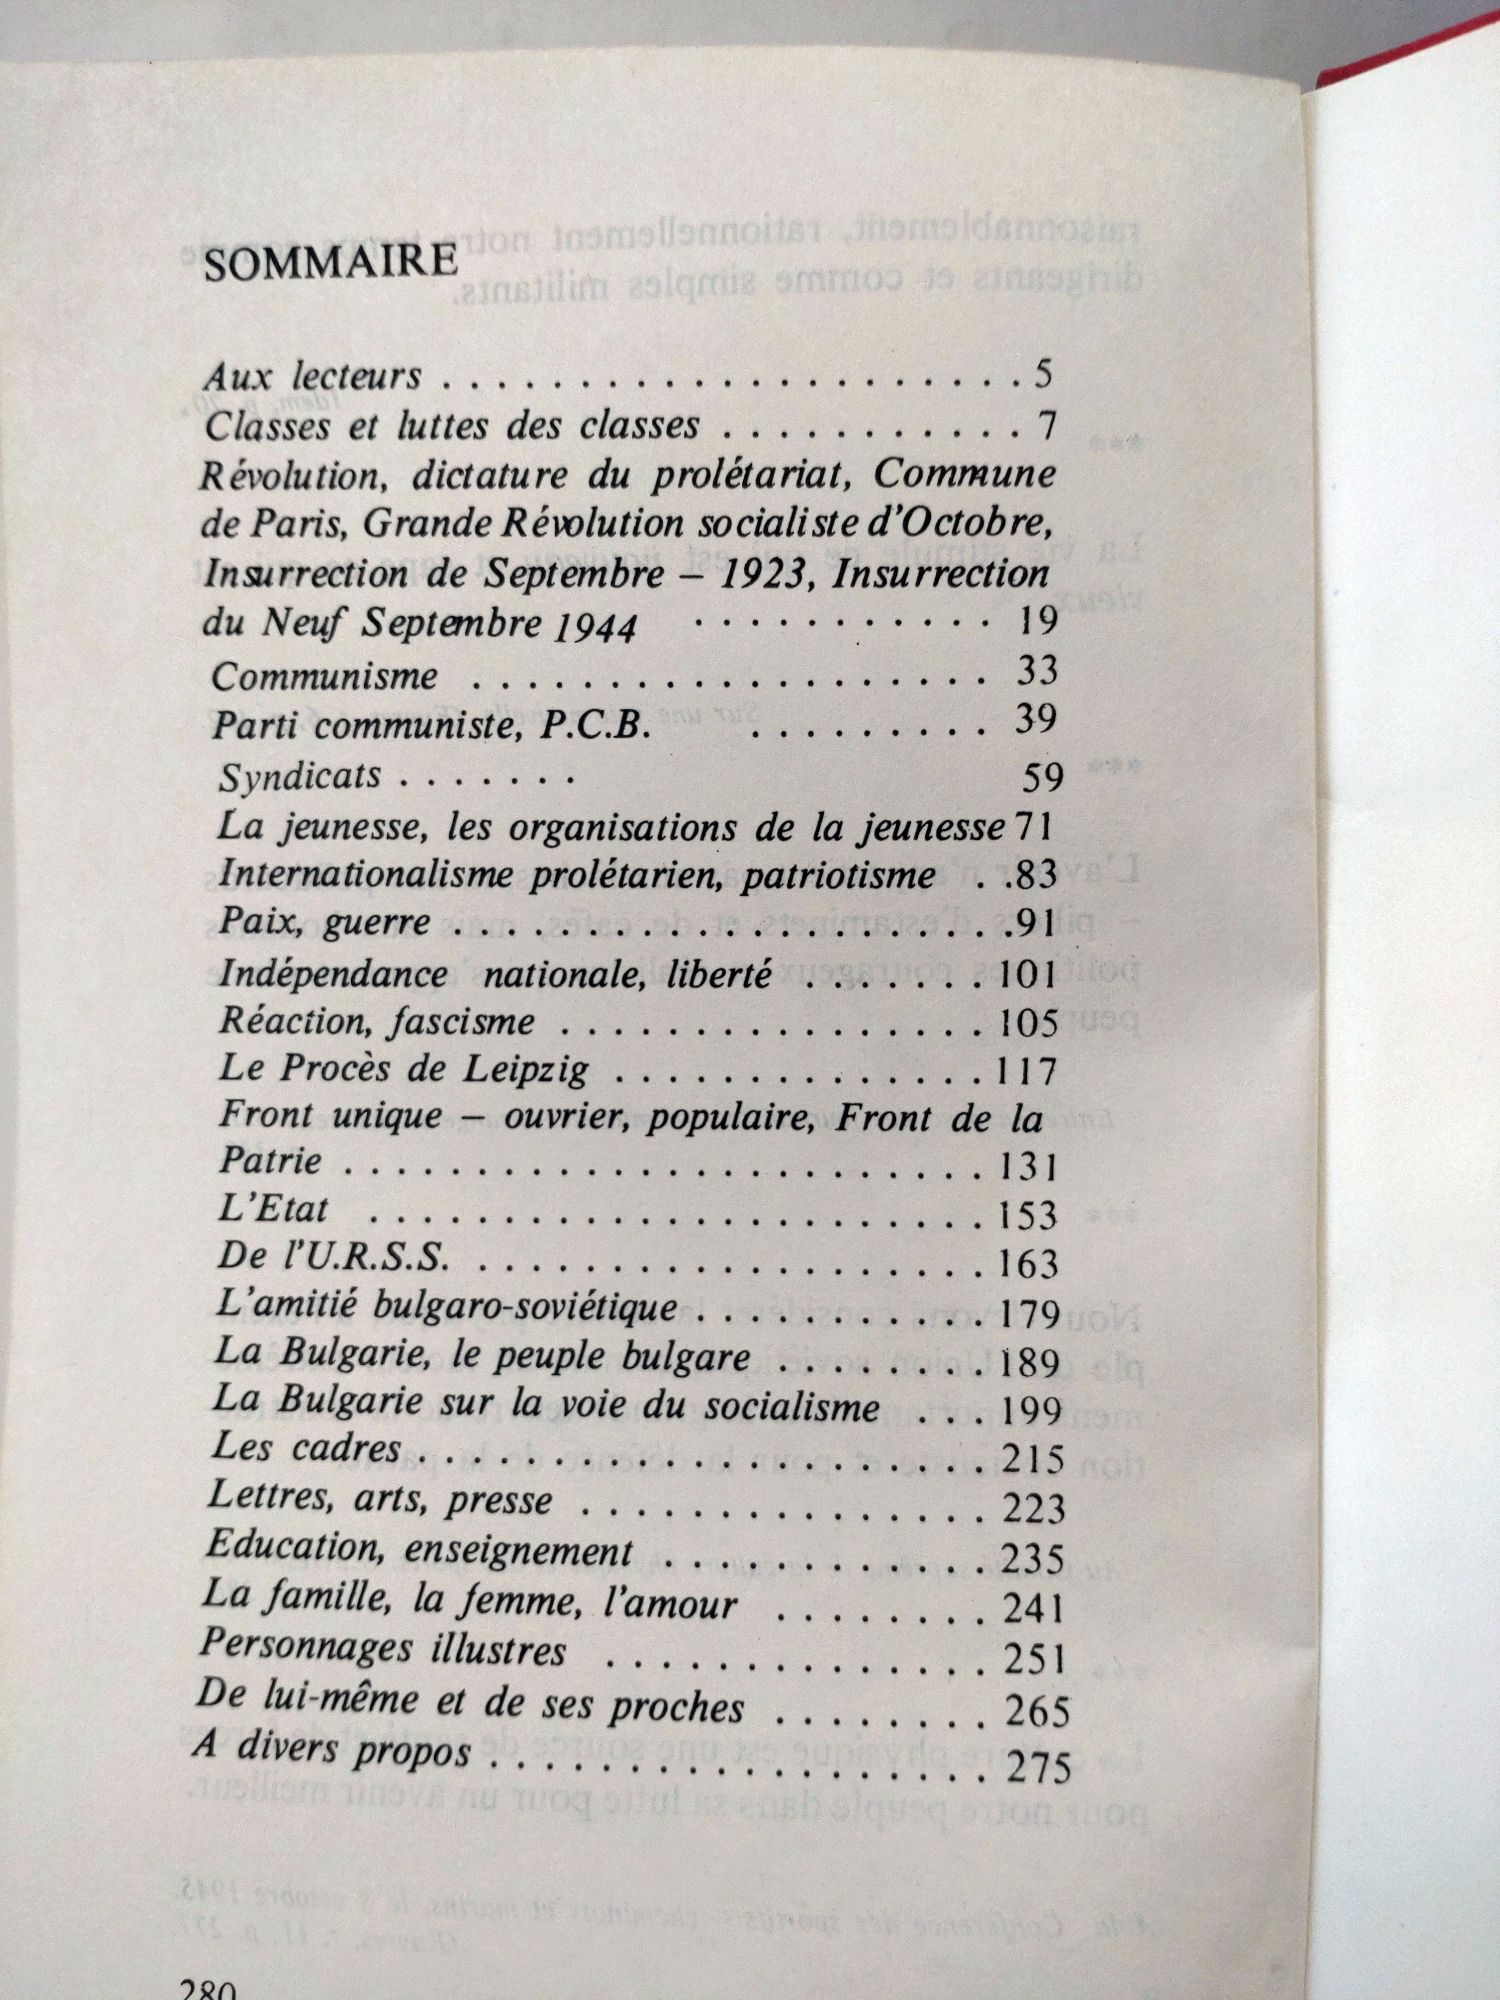 SOMMAIRE
Aux lecteurs . . . . . . . . . . . . . . . . . . . . . . 5
Classes et luttes des classes . . . . . . . . . . . . 7
Révolution, dictature du prolétariat, Commune
de Paris, Grande Révolution socialiste d'Octobre,
Insurrection de Septembre – 1923, Insurrection
du Neuf Septembre 1944 . . . . . . . . . . . 19
Communisme . . . . . . . . . . . . . . . . . . . 33
Parti communiste, P.C.B. . . . . . . . . . 39
Syndicats . . . . . . . 59
La jeunesse, les organisations de la jeunesse 71
Internationalisme prolétarien, patriotisme . .83
Paix, guerre . . . . . . . . . . . . . . . . . . . . .91
Indépendance nationale, liberté . . . . . . . 101
Réaction, fascisme . . . . . . . . . . . . . . . . 105
Le Procès de Leipzig . . . . . . . . . . . . . . 117
Front unique – ouvrier, populaire, Front de la
Patrie . . . . . . . . . . . . . . . . . . . . . . . . 131
L'Etat . . . . . . . . . . . . . . . . . . . . . . . 153
De l'U.R.S.S. . . . . . . . . . . . . . . . . . . . 163
L'amitié bulgaro-soviétique . . . . . . . . . . . 179
La Bulgarie, le peuple bulgare . . . . . . . . 189
La Bulgarie sur la voie du socialisme . . . 199
Les cadres . . . . . . . . . . . . . . . . . . . . . 215
Lettres, arts, presse . . . . . . . . . . . . . . . 223
Education, enseignement . . . . . . . . . . . . 235
La famille, la femme, l'amour . . . . . . . . 241
Personnages illustres . . . . . . . . . . . . . . 251
De lui-même et de ses proches . . . . . . . . 265
A divers propos . . . . . . . . . . . . . . . . . . 275
280